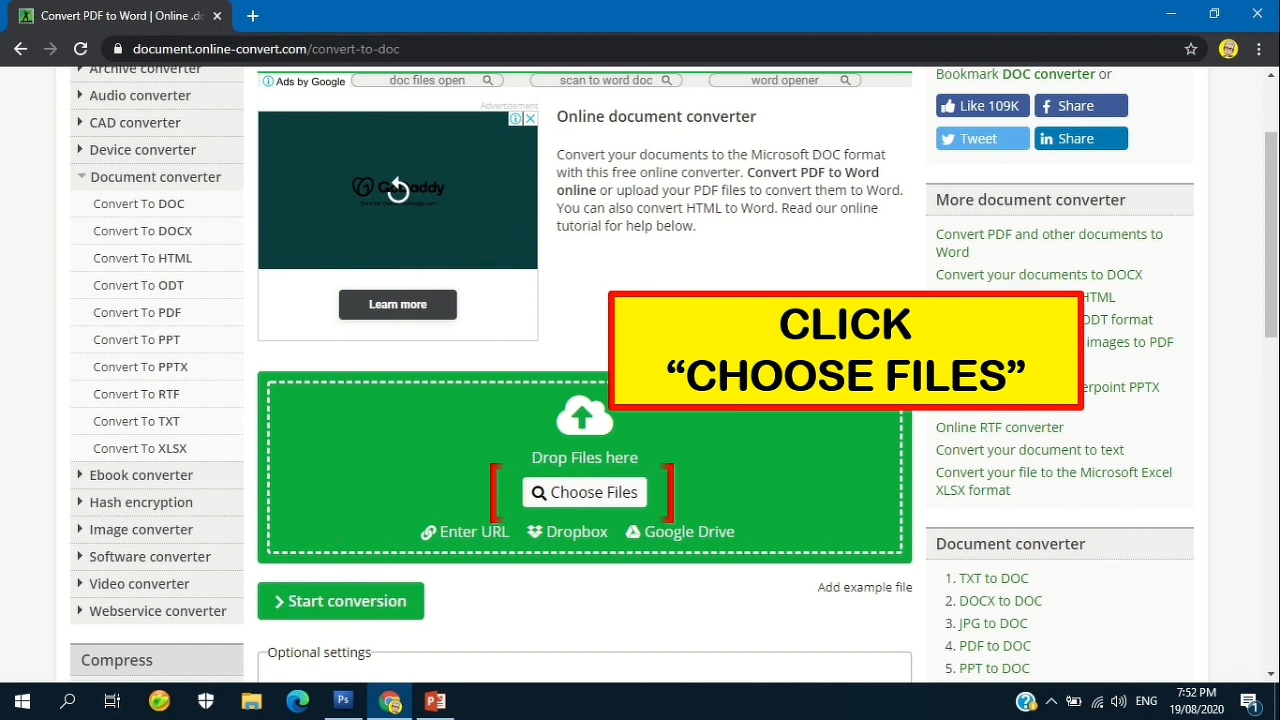 Convert PDF to Word | Online .do
document.online-convert.com/convert-to-doc
Archive converter
Audio converter
CAD converter
Device converter
Document converter
Convert To DOC
Convert To DOCX
Convert To HTML
Convert To ODT
Convert To PDF
Convert To PPT
Convert To PPTX
Convert To RTF
Convert To TXT
Convert To XLSX
Ebook converter
Hash encryption
Image converter
Software converter
Video converter
Webservice converter
Compress
Ads by Google
doc files open
scan to word doc
word opener
Advertisement
GoDaddy
Learn more
Online document converter
Convert your documents to the Microsoft DOC format
with this free online converter. Convert PDF to Word
online or upload your PDF files to convert them to Word.
You can also convert HTML to Word. Read our online
tutorial for help below.
CLICK
“CHOOSE FILES”
Drop Files here
Choose Files
Enter URL Dropbox Google Drive
Start conversion
Add example file
Optional settings
Bookmark DOC converter or
Like 109K
Share
Tweet
Share
More document converter
Convert PDF and other documents to
Word
Convert your documents to DOCX
HTML
ODT format
images to PDF
erpoint PPTX
Online RTF converter
Convert your document to text
Convert your file to the Microsoft Excel
XLSX format
Document converter
1. TXT to DOC
2. DOCX to DOC
3. JPG to DOC
4. PDF to DOC
5. PPT to DOC
Ps
ENG
7:52 PM
19/08/2020
1